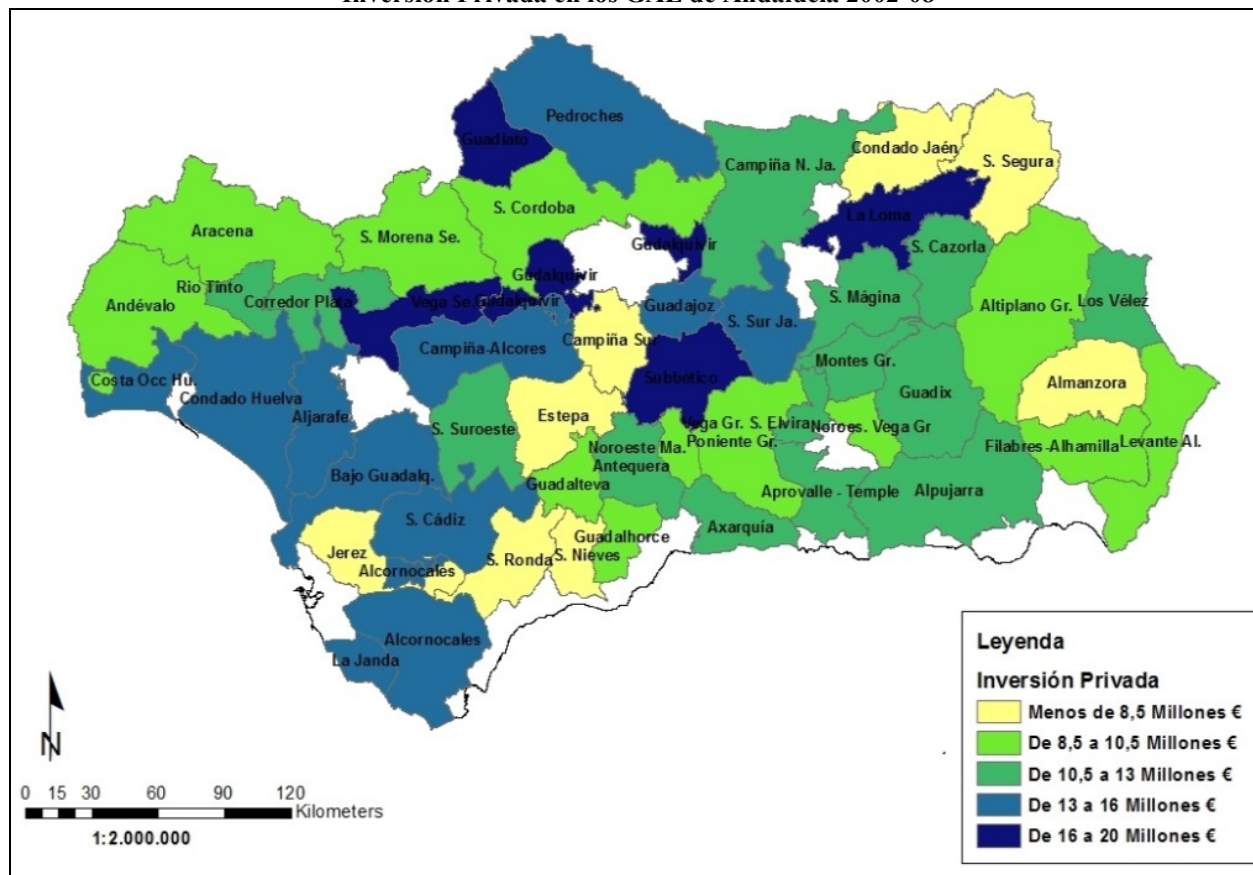 Inversión Privada en los GAL de Andalucía 2002-08
Pedroches
Guadiato
Condado Jaén
Campiña N. Ja.
S. Segura
S. Cordoba
La Loma
Aracena
S. Morena Se.
Gudalquivir
S. Cazorla
Gudalquivir
Rio Tinto
Corredor Plata
Vega Se.
Gudalquivir
Guadajoz
S. Mágina
Andévalo
Altiplano Gr.
Los Vélez
S. Sur Ja.
Campiña-Alcores
Campiña Sur
Montes Gr.
Subbético
Costa Occ Hu.
Condado Huelva
Aljarafe
Guadix
Almanzora
Estepa
S. Suroeste
Vega Gr. S. Elvira
Noroes. Vega Gr
Noroeste Ma.
Poniente Gr.
Filabres-Alhamilla
Levante Al.
Antequera
Bajo Guadalq.
Guadalteva
Aprovalle - Temple
Alpujarra
S. Cádiz
Axarquía
Guadalhorce
Jerez
S. Ronda
S. Nieves
Alcornocales
Alcornocales
La Janda
Leyenda
Inversión Privada
Menos de 8,5 Millones €
De 8,5 a 10,5 Millones €
De 10,5 a 13 Millones €
De 13 a 16 Millones €
De 16 a 20 Millones €
N
0 15 30 60 90 120
Kilometers
1:2.000.000